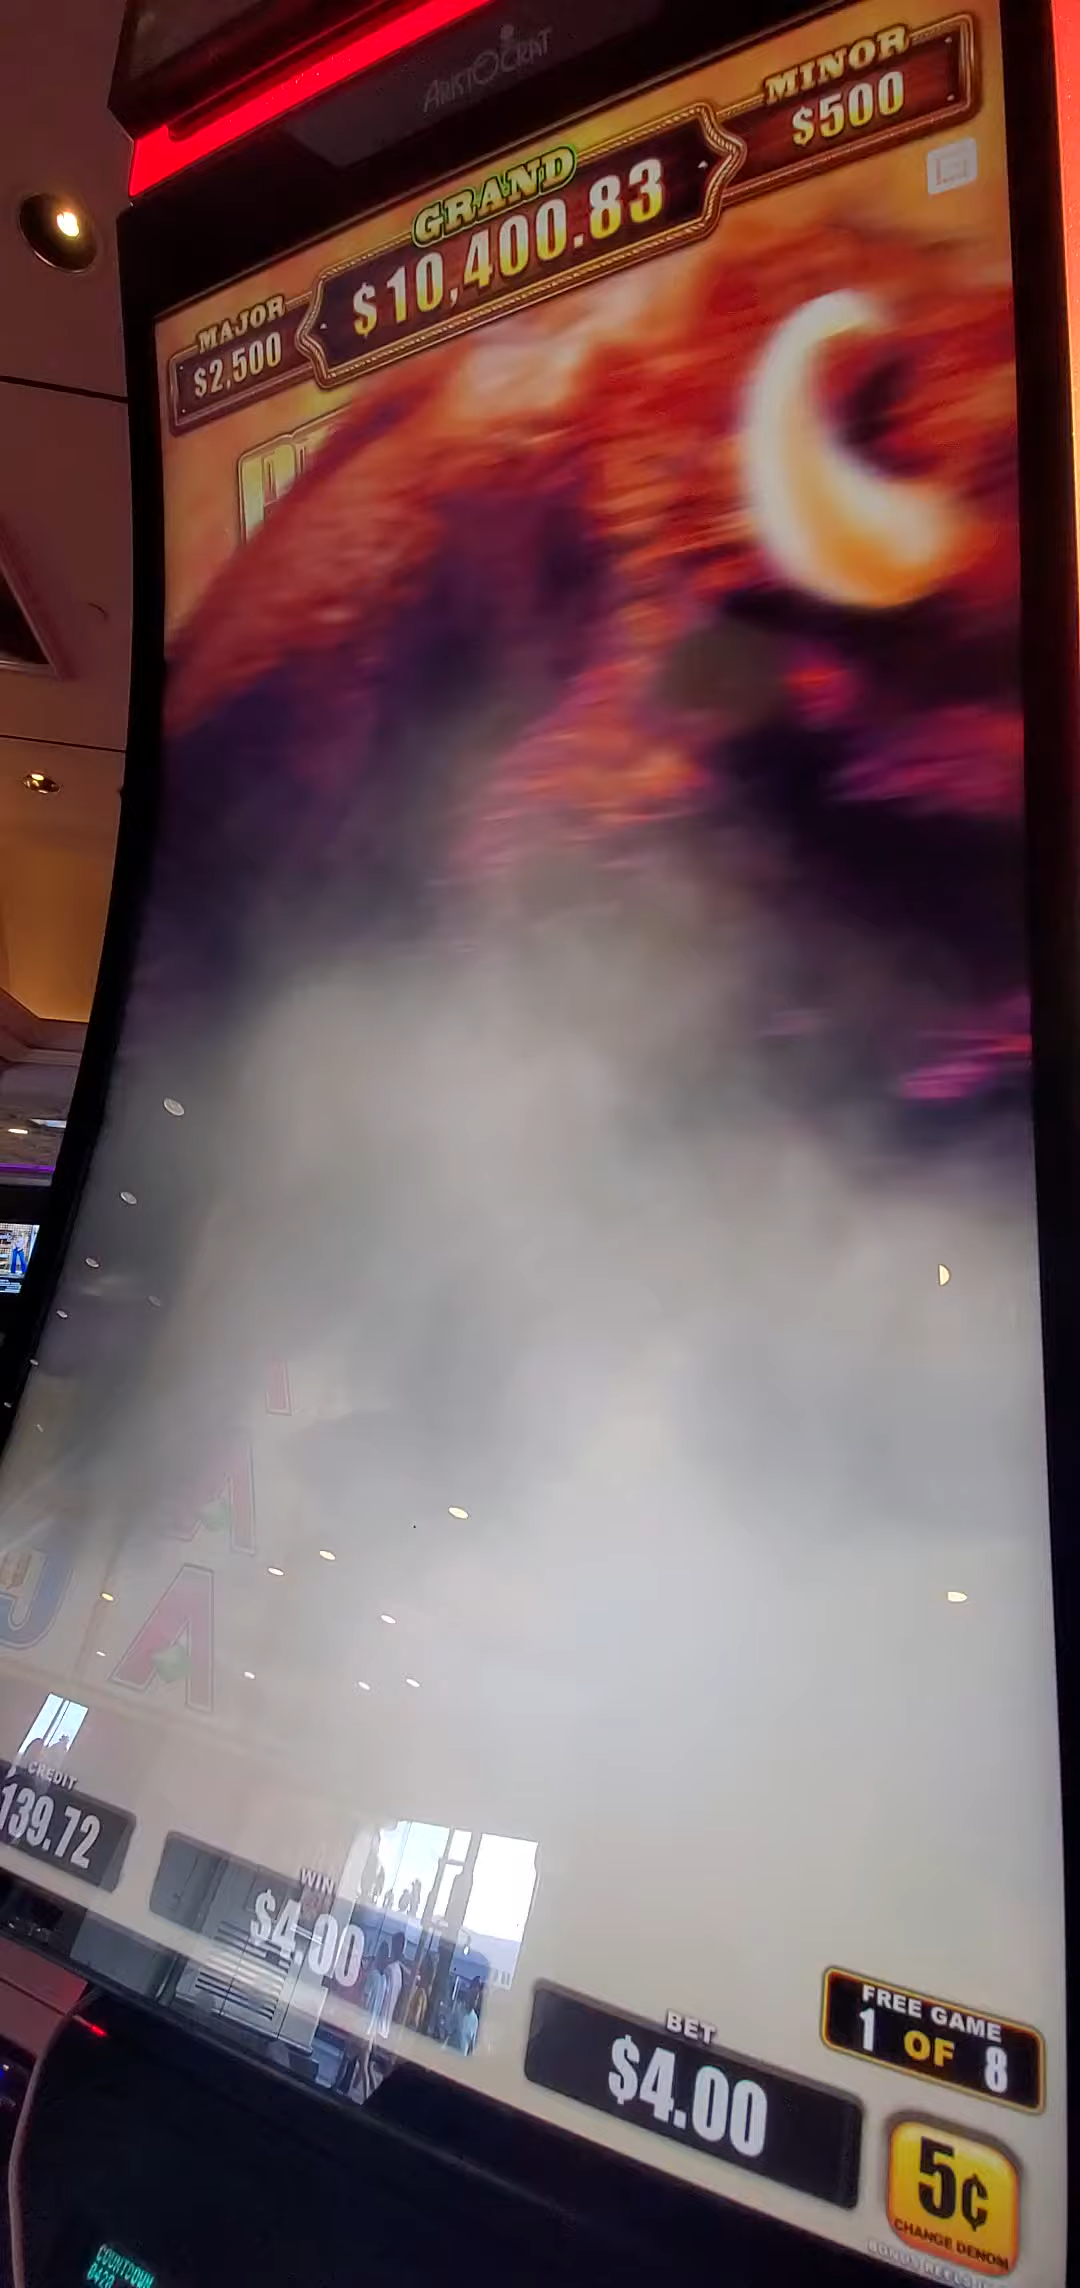 ARISTOCRAT
MINOR
$500
GRAND
$10,400.83
MAJOR
$2,500
A
A
J
CREDIT
139.72
WIN
$4.00
BET
$4.00
FREE GAME
1 OF 8
5¢
CHANGE DENOM
COUNTDOWN